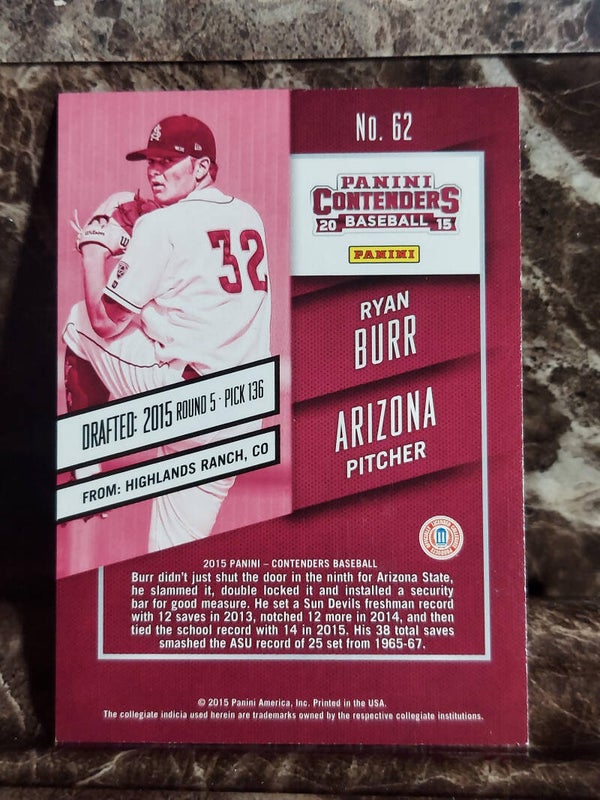 No. 62
PANINI
CONTENDERS
20 BASEBALL 15
PANINI
32
Wilson
RYAN
BURR
ARIZONA
PITCHER
DRAFTED: 2015 ROUND 5 · PICK 136
FROM: HIGHLANDS RANCH, CO
2015 PANINI – CONTENDERS BASEBALL
Burr didn't just shut the door in the ninth for Arizona State,
he slammed it, double locked it and installed a security
bar for good measure. He set a Sun Devils freshman record
with 12 saves in 2013, notched 12 more in 2014, and then
tied the school record with 14 in 2015. His 38 total saves
smashed the ASU record of 25 set from 1965-67.
© 2015 Panini America, Inc. Printed in the USA.
The collegiate indicia used herein are trademarks owned by the respective collegiate institutions.